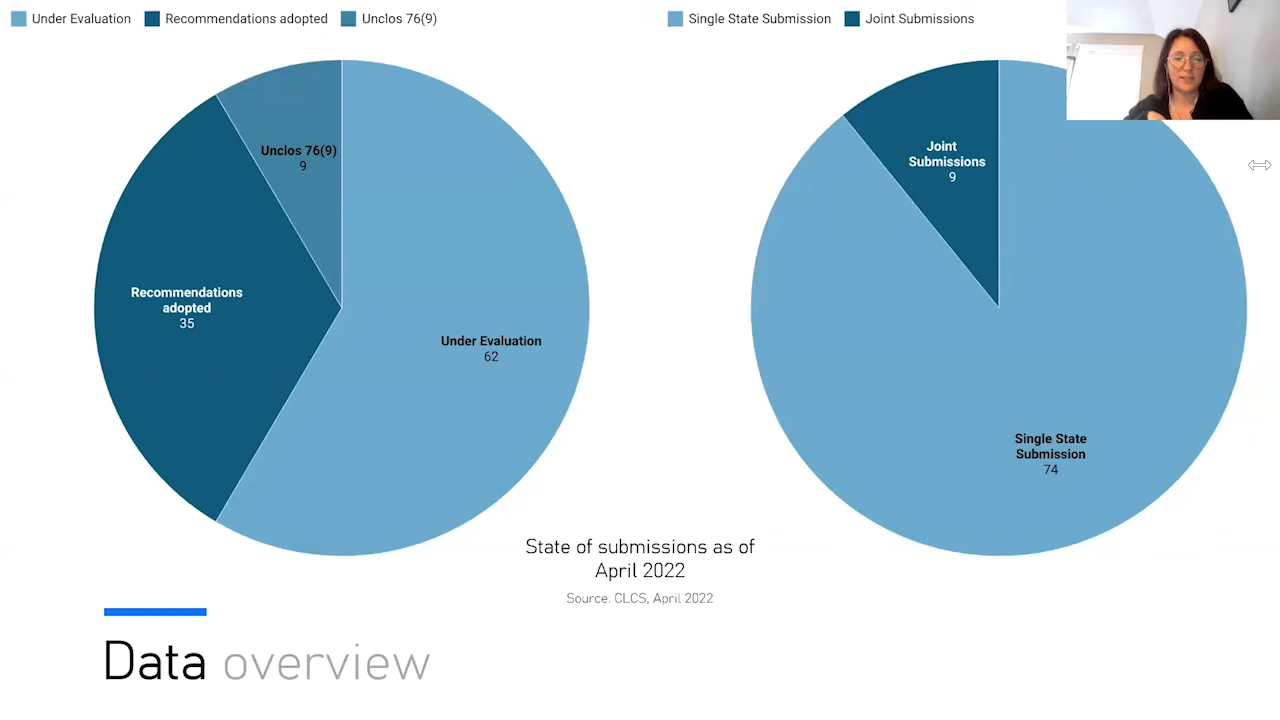 Under Evaluation
Recommendations adopted
Unclos 76(9)
Unclos 76(9)
9
Recommendations
adopted
35
Under Evaluation
62
Single State Submission
Joint Submissions
Joint
Submissions
9
Single State
Submission
74
State of submissions as of
April 2022
Source: CLCS, April 2022
Data overview